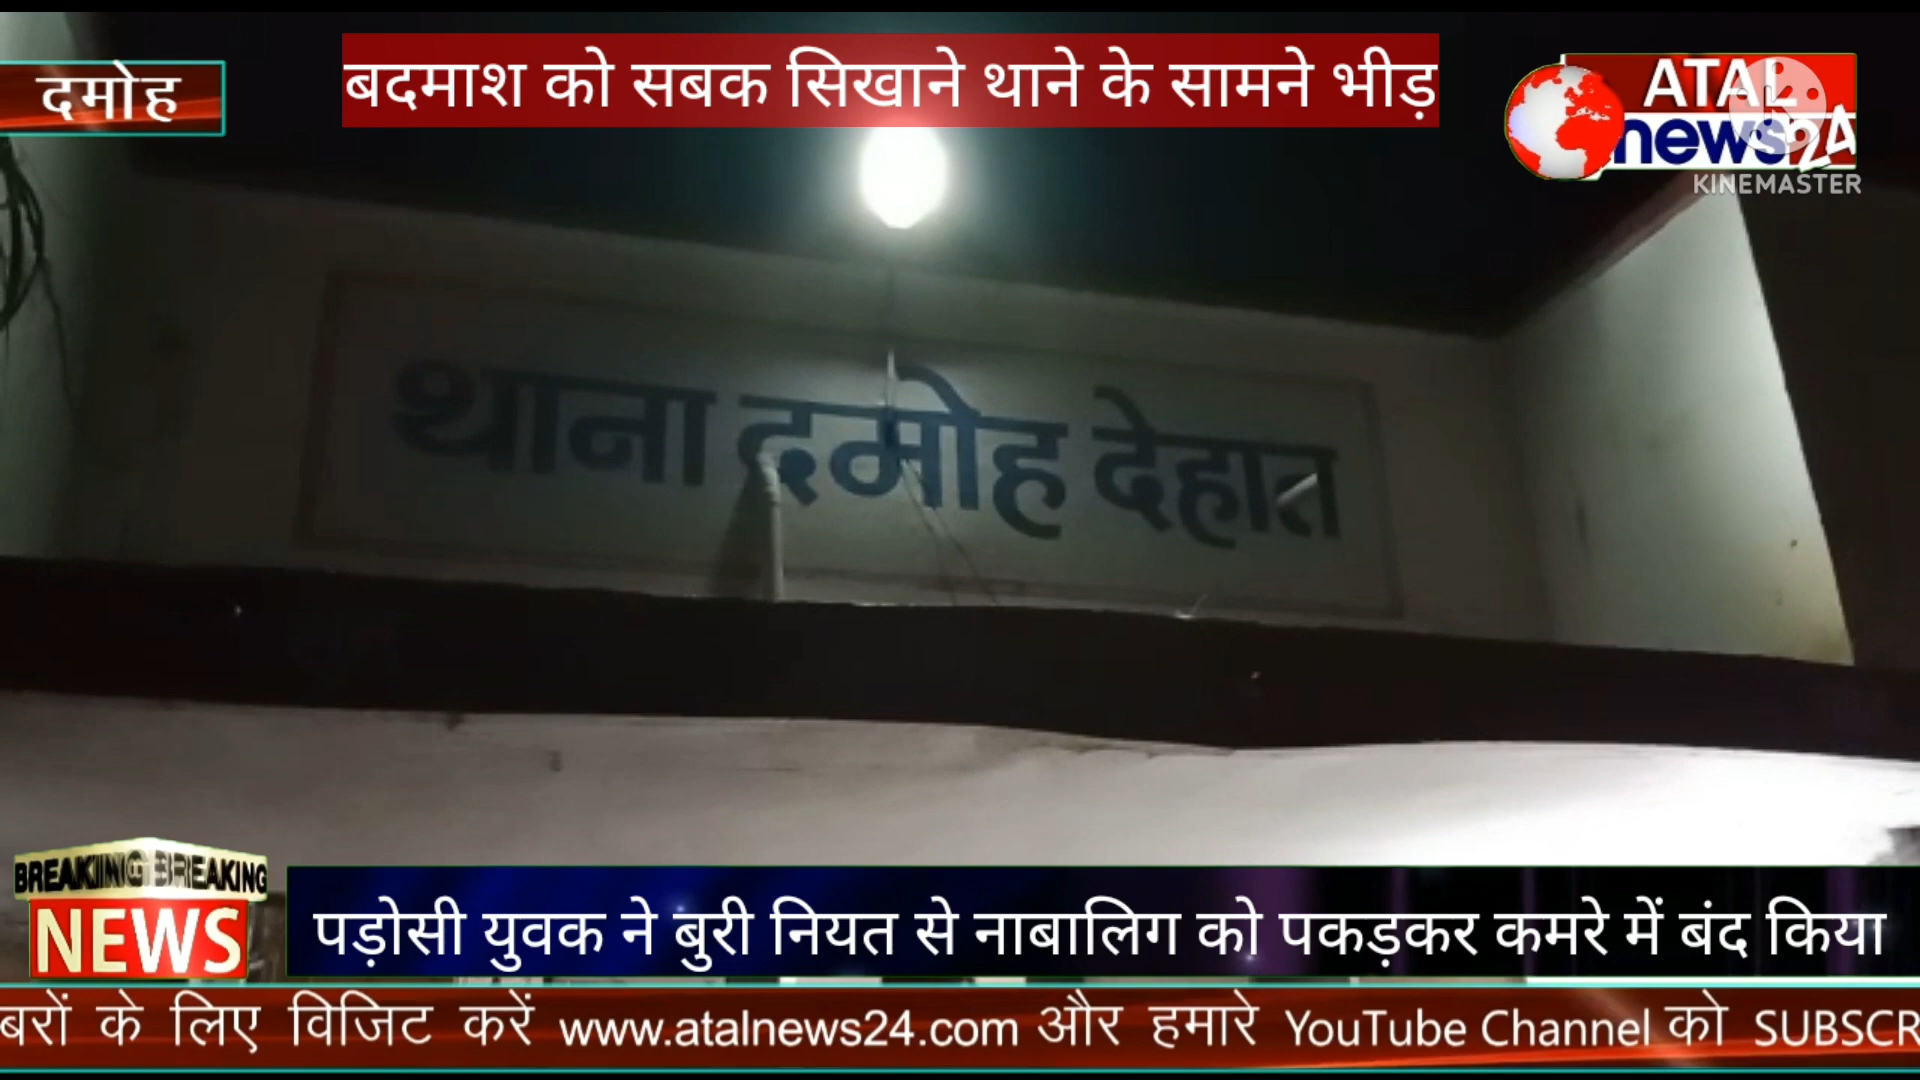 दमोह
बदमाश को सबक सिखाने थाने के सामने भीड़
ATAL
news24
KINEMASTER
थाना दमोह देहात
BREAKING BREAKING
NEWS
पड़ोसी युवक ने बुरी नियत से नाबालिग को पकड़कर कमरे में बंद किया
बरों के लिए विजिट करें www.atalnews24.com और हमारे YouTube Channel को SUBSCR